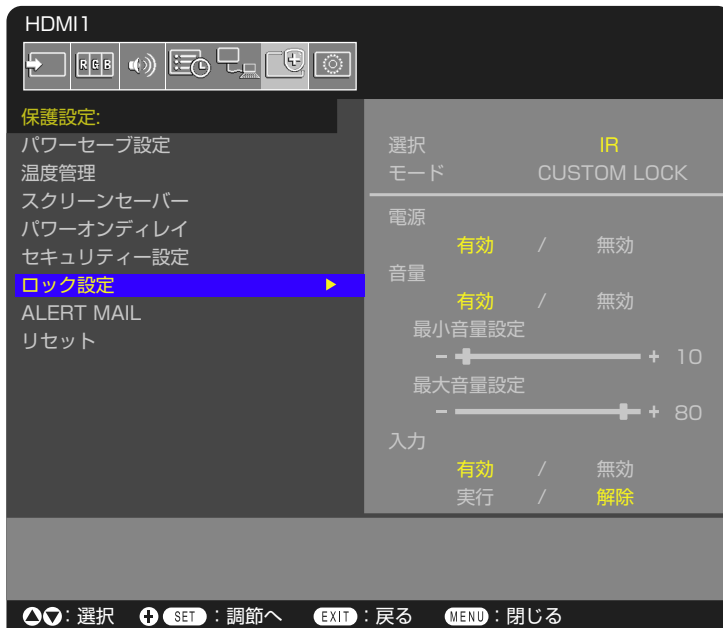 HDMI1
RGB
保護設定:
パワーセーブ設定
温度管理
スクリーンセーバー
パワーオンディレイ
セキュリティー設定
ロック設定
ALERT MAIL
リセット
選択 IR
モード CUSTOM LOCK
電源
有効 / 無効
音量
有効 / 無効
最小音量設定
- + 10
最大音量設定
- + 80
入力
有効 / 無効
実行 / 解除
: 選択 SET : 調節へ EXIT : 戻る MENU : 閉じる